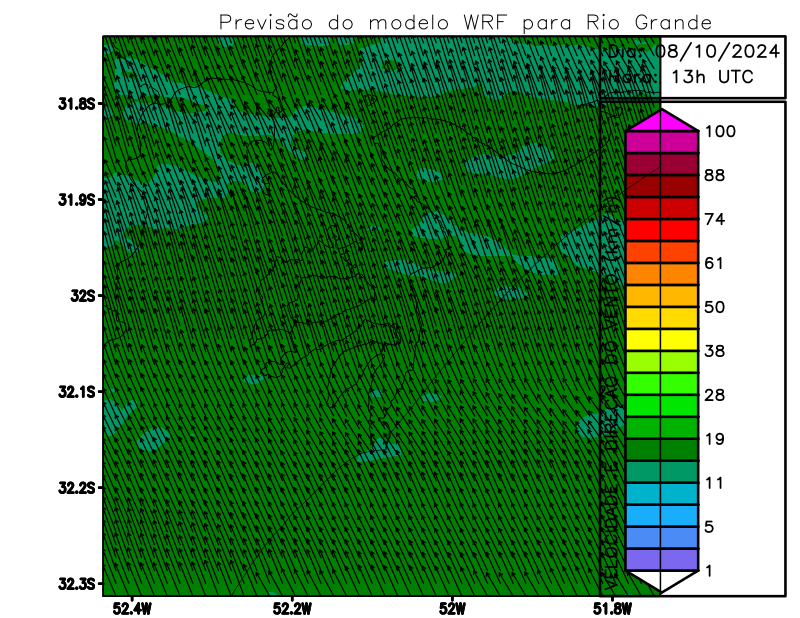 Previsão do modelo WRF para Rio Grande
Dia: 08/10/2024
Hora: 13h UTC
VELOCIDADE E DIREÇÃO DO VENTO (km/h)
100
88
74
61
50
38
28
19
11
5
1
31.8S
31.9S
32S
32.1S
32.2S
32.3S
52.4W
52.2W
52W
51.8W